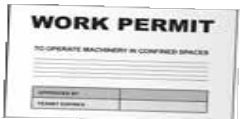 WORK PERMIT
TO OPERATE MACHINERY IN CONFINED SPACES
APPROVED BY
PERMIT EXPIRES